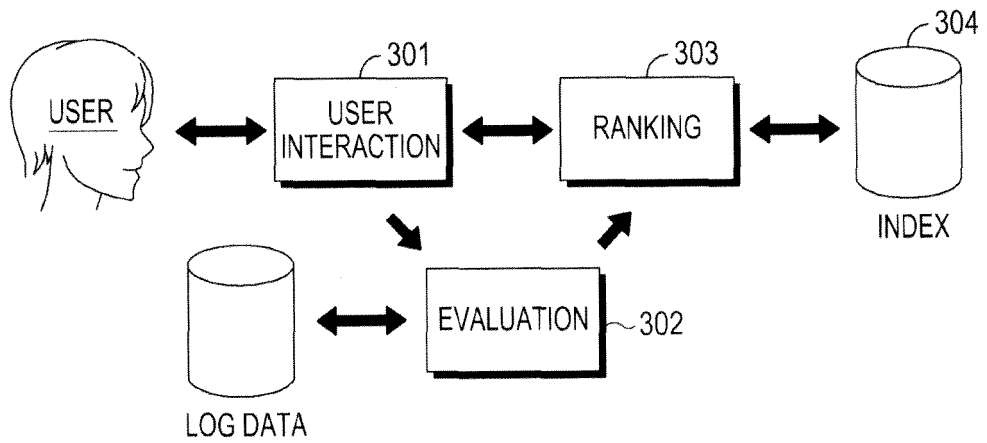 304
301
303
USER
USER
INTERACTION
RANKING
INDEX
EVALUATION
302
LOG DATA